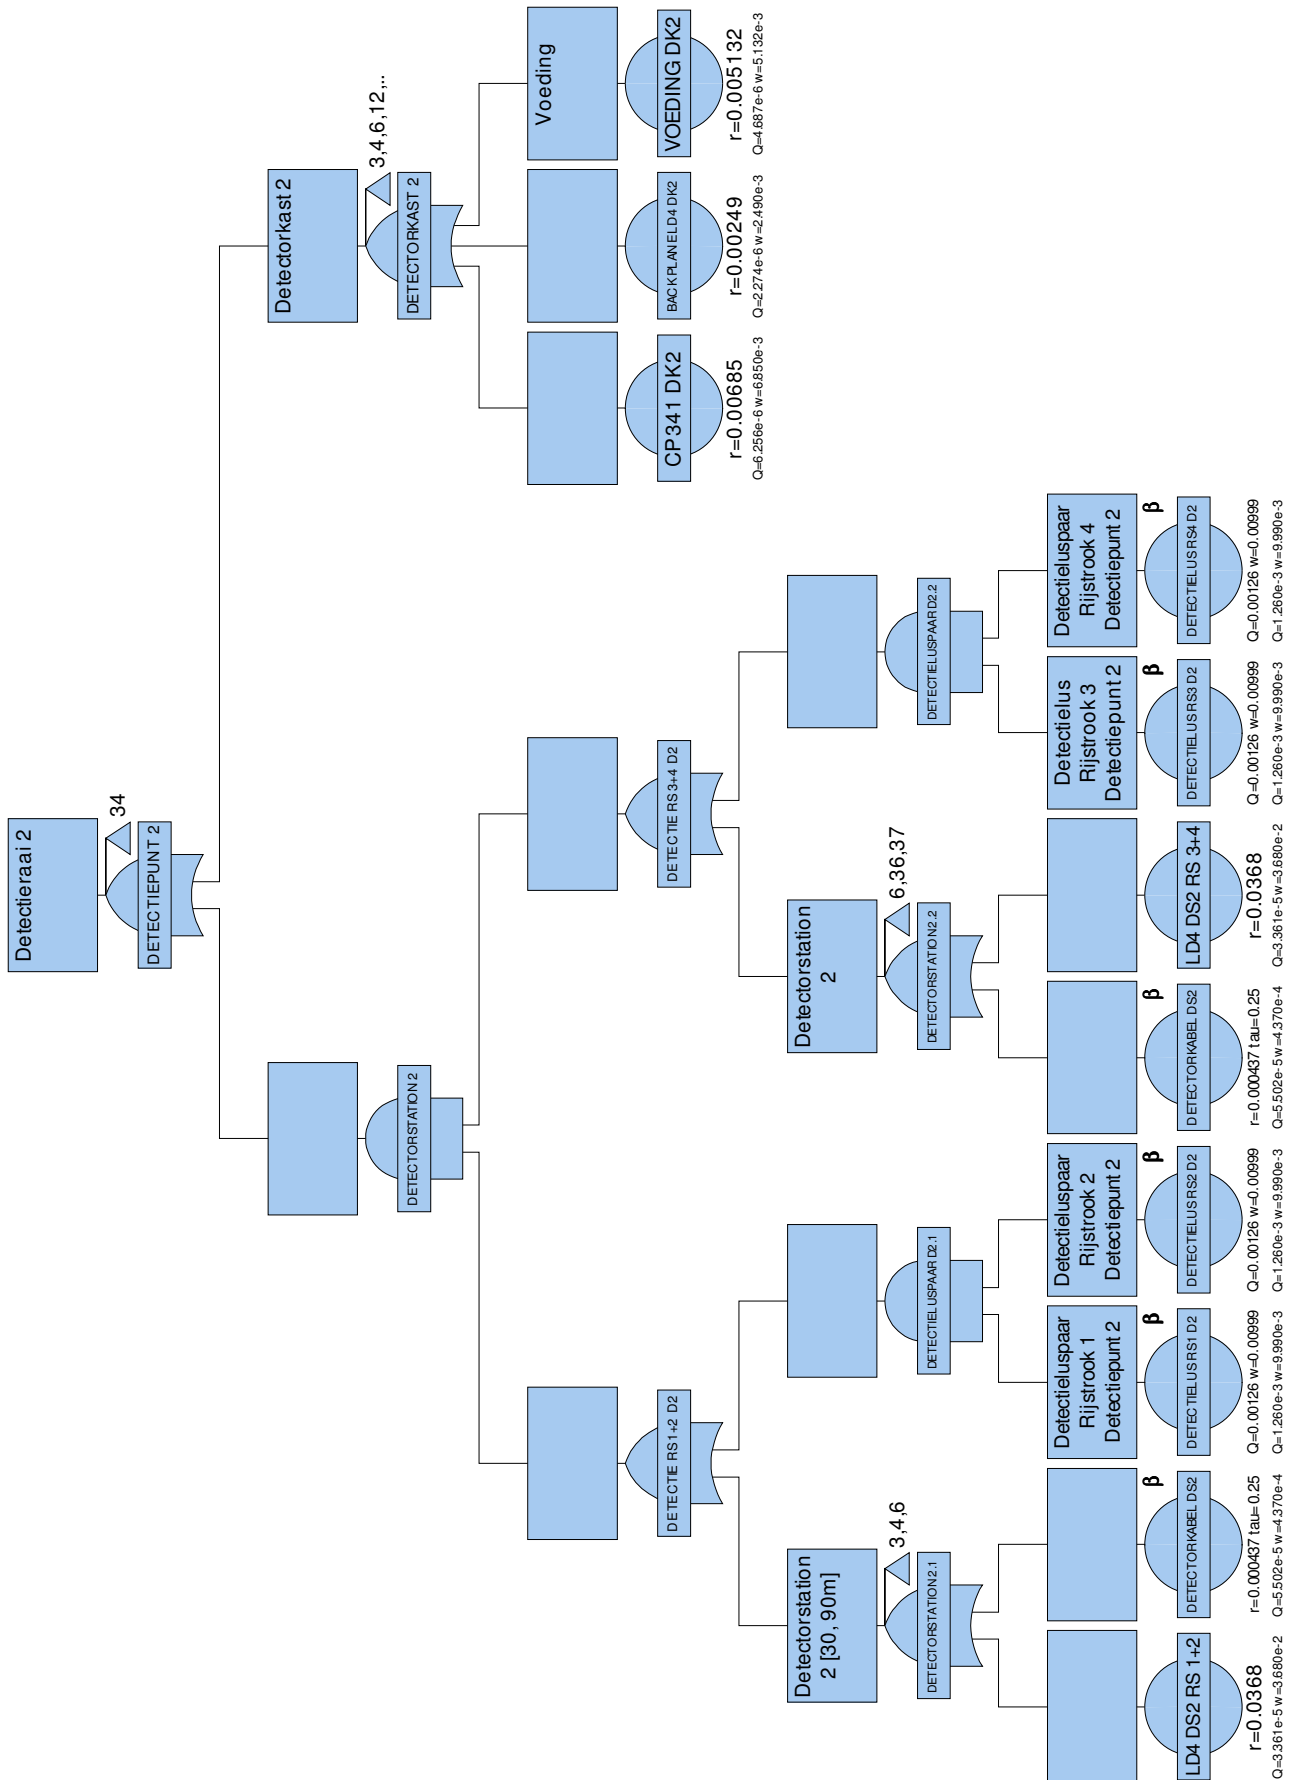 Detectieraai 2
34
DETECTIEPUNT 2
Detectorkast 2
3,4,6,12,..
DETECTORKAST 2
DETECTORSTATION 2
Voeding
CP341 DK2
r=0.00685
Q=6.256e-6 w=6.850e-3
BACKPLANE LD4 DK2
r=0.00249
Q=2.274e-6 w=2.490e-3
VOEDING DK2
r=0.005132
Q=4.687e-6 w=5.132e-3
DETECTIE RS 1+2 D2
DETECTIE RS 3+4 D2
Detectorstation
2 [30, 90m]
3,4,6
DETECTORSTATION 2.1
DETECTIELUSPAAR D2.1
Detectorstation
2
6,36,37
DETECTORSTATION 2.2
DETECTIELUSPAAR D2.2
LD4 DS2 RS 1+2
r=0.0368
Q=3.361e-5 w=3.680e-2
β
DETECTORKABEL DS2
r=0.000437 tau=0.25
Q=5.502e-5 w=4.370e-4
Detectieluspaar
Rijstrook 1
Detectiepunt 2
β
DETECTIELUS RS1 D2
Q=0.00126 w=0.00999
Q=1.260e-3 w=9.990e-3
Detectieluspaar
Rijstrook 2
Detectiepunt 2
β
DETECTIELUS RS2 D2
Q=0.00126 w=0.00999
Q=1.260e-3 w=9.990e-3
β
DETECTORKABEL DS2
r=0.000437 tau=0.25
Q=5.502e-5 w=4.370e-4
LD4 DS2 RS 3+4
r=0.0368
Q=3.361e-5 w=3.680e-2
Detectielus
Rijstrook 3
Detectiepunt 2
β
DETECTIELUS RS3 D2
Q=0.00126 w=0.00999
Q=1.260e-3 w=9.990e-3
Detectieluspaar
Rijstrook 4
Detectiepunt 2
β
DETECTIELUS RS4 D2
Q=0.00126 w=0.00999
Q=1.260e-3 w=9.990e-3